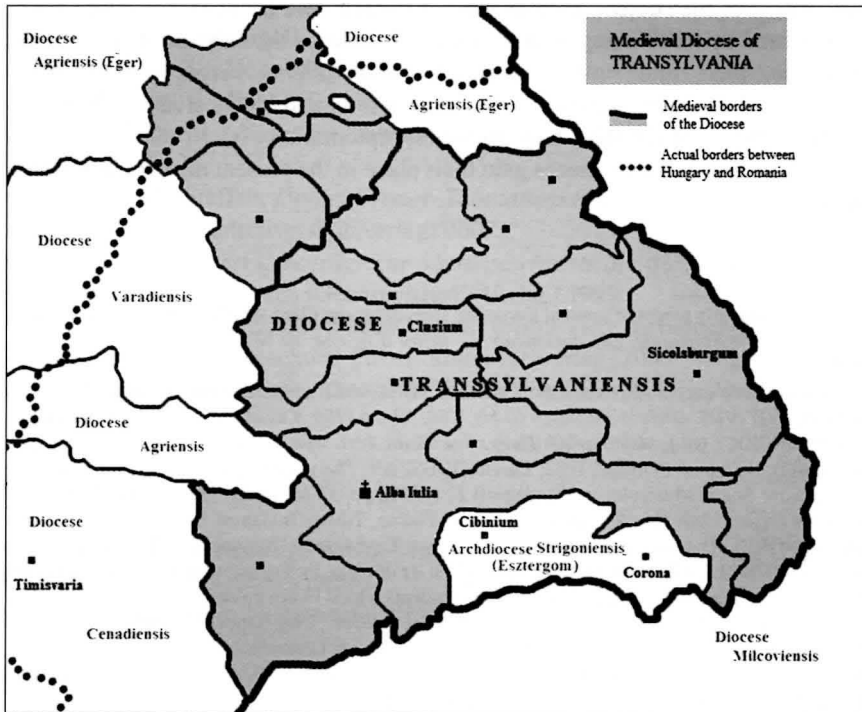 Diocese
Agriensis (Eger)
Diocese
Agriensis (Eger)
Medieval Diocese of
TRANSYLVANIA
Medieval borders
of the Diocese
Actual borders between
Hungary and Romania
Diocese
Varadiensis
DIOCESE
Clusium
Sicolsburgum
TRANSSYLVANIENSIS
Diocese
Agriensis
Alba Iulia
Cibinium
Archdiocese Strigoniensis
(Esztergom)
Corona
Diocese
Timisvaria
Cenadiensis
Diocese
Milcoviensis